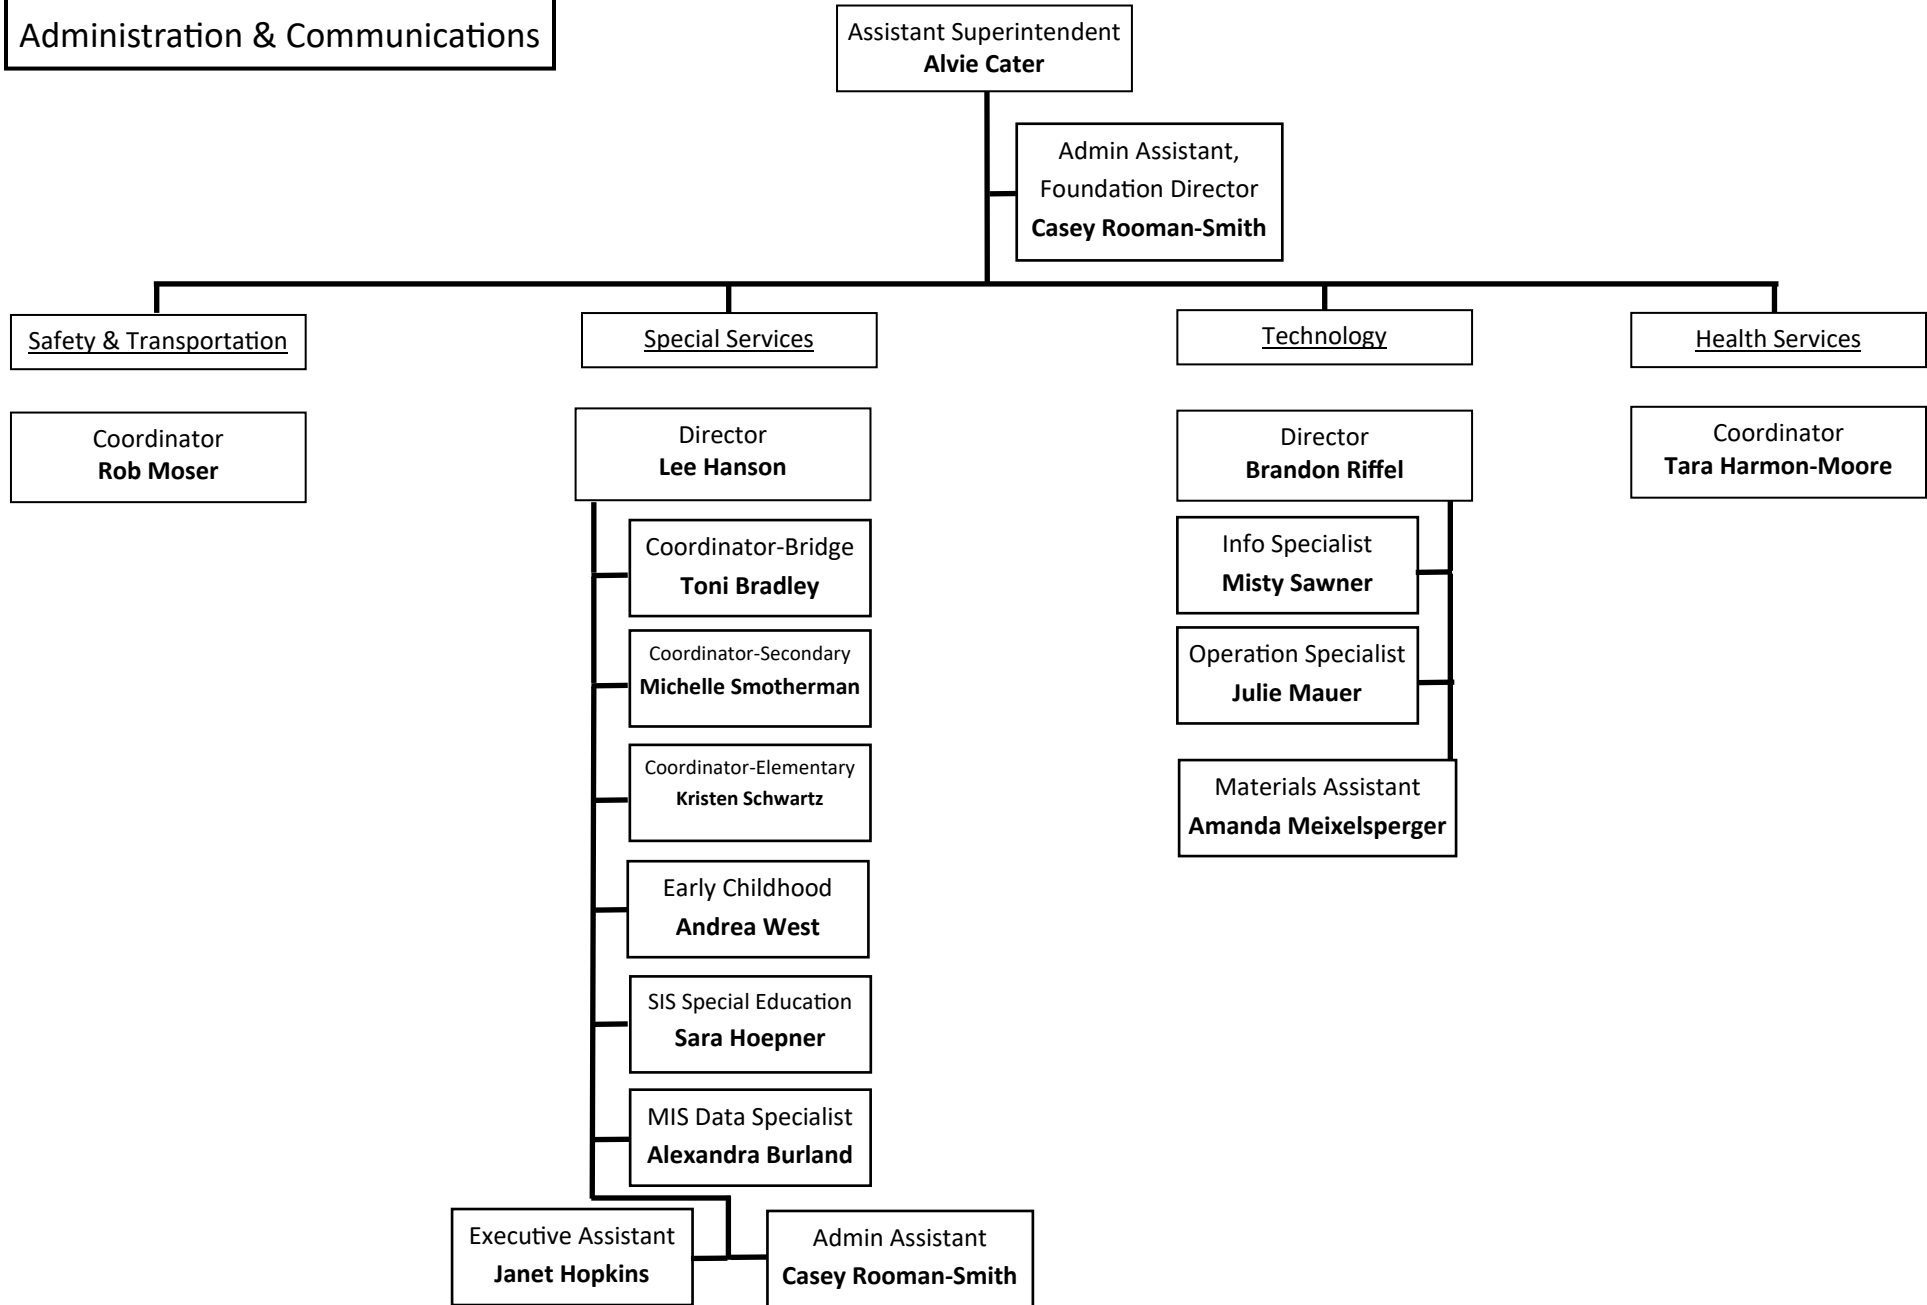 Administration & Communications
Assistant Superintendent
Alvie Cater
Admin Assistant,
Foundation Director
Casey Rooman-Smith
Safety & Transportation
Special Services
Technology
Health Services
Coordinator
Rob Moser
Director
Lee Hanson
Director
Brandon Riffel
Coordinator
Tara Harmon-Moore
Coordinator-Bridge
Toni Bradley
Coordinator-Secondary
Michelle Smotherman
Coordinator-Elementary
Kristen Schwartz
Early Childhood
Andrea West
SIS Special Education
Sara Hoepner
MIS Data Specialist
Alexandra Burland
Executive Assistant
Janet Hopkins
Admin Assistant
Casey Rooman-Smith
Info Specialist
Misty Sawner
Operation Specialist
Julie Mauer
Materials Assistant
Amanda Meixelsperger